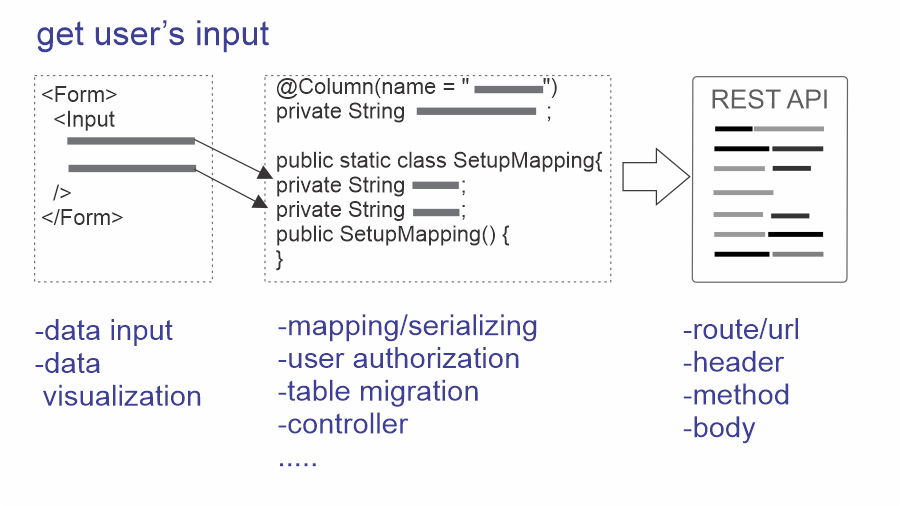 get user's input
<Form>
<Input
/>
</Form>
@Column(name = " ")
private String ;
public static class SetupMapping{
private String ;
private String ;
public SetupMapping() {
}
REST API
-data input
-data
visualization
-mapping/serializing
-user authorization
-table migration
-controller
.....
-route/url
-header
-method
-body